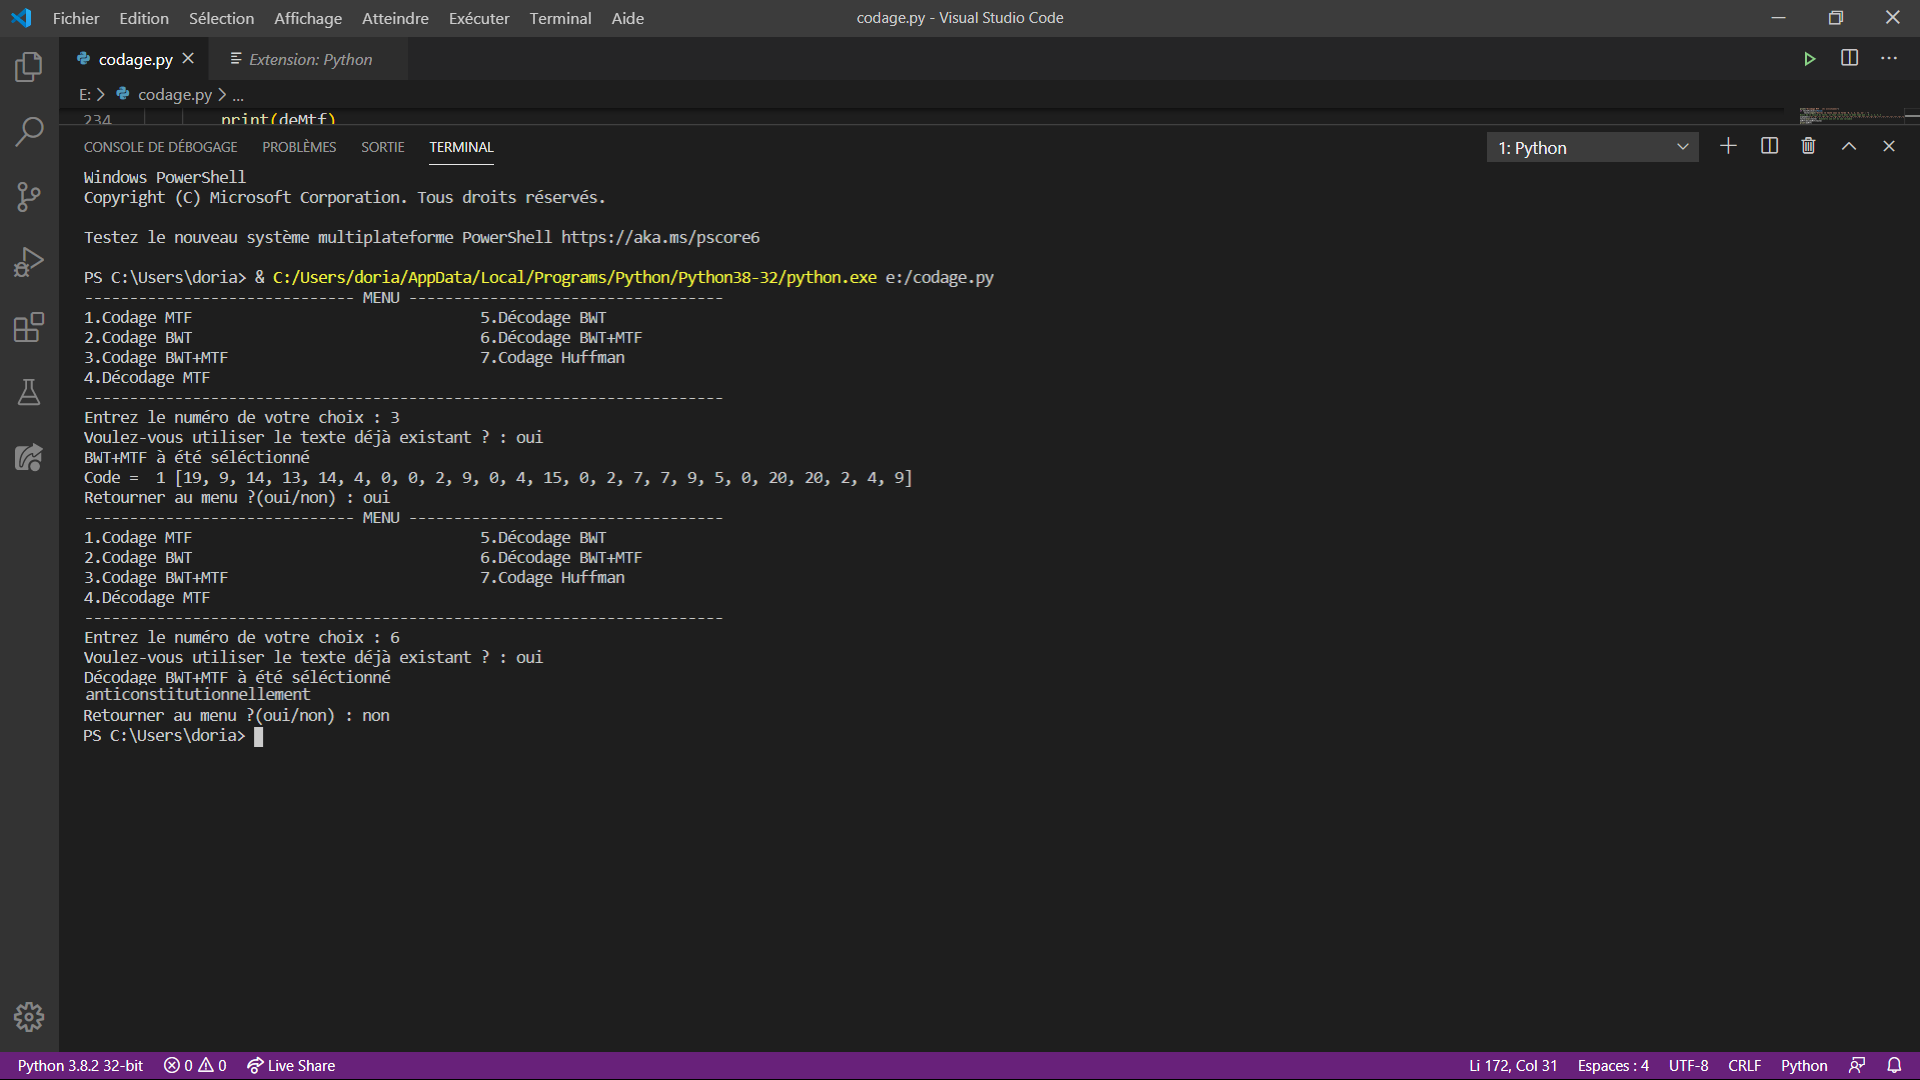 Fichier Edition Sélection Affichage Atteindre Exécuter Terminal Aide codage.py - Visual Studio Code
codage.py Extension: Python
E: > codage.py > ...
234 print(deMtf)
CONSOLE DE DÉBOGAGE PROBLÈMES SORTIE TERMINAL 1: Python
Windows PowerShell
Copyright (C) Microsoft Corporation. Tous droits réservés.
Testez le nouveau système multiplateforme PowerShell https://aka.ms/pscore6
PS C:\Users\doria> & C:/Users/doria/AppData/Local/Programs/Python/Python38-32/python.exe e:/codage.py
------------------------------ MENU -----------------------------------
1.Codage MTF 5.Décodage BWT
2.Codage BWT 6.Décodage BWT+MTF
3.Codage BWT+MTF 7.Codage Huffman
4.Décodage MTF
-----------------------------------------------------------------------
Entrez le numéro de votre choix : 3
Voulez-vous utiliser le texte déjà existant ? : oui
BWT+MTF à été séléctionné
Code =  1 [19, 9, 14, 13, 14, 4, 0, 0, 2, 9, 0, 4, 15, 0, 2, 7, 7, 9, 5, 0, 20, 20, 2, 4, 9]
Retourner au menu ?(oui/non) : oui
------------------------------ MENU -----------------------------------
1.Codage MTF 5.Décodage BWT
2.Codage BWT 6.Décodage BWT+MTF
3.Codage BWT+MTF 7.Codage Huffman
4.Décodage MTF
-----------------------------------------------------------------------
Entrez le numéro de votre choix : 6
Voulez-vous utiliser le texte déjà existant ? : oui
Décodage BWT+MTF à été séléctionné
anticonstitutionnellement
Retourner au menu ?(oui/non) : non
PS C:\Users\doria>
Python 3.8.2 32-bit 0 0 Live Share Li 172, Col 31 Espaces : 4 UTF-8 CRLF Python